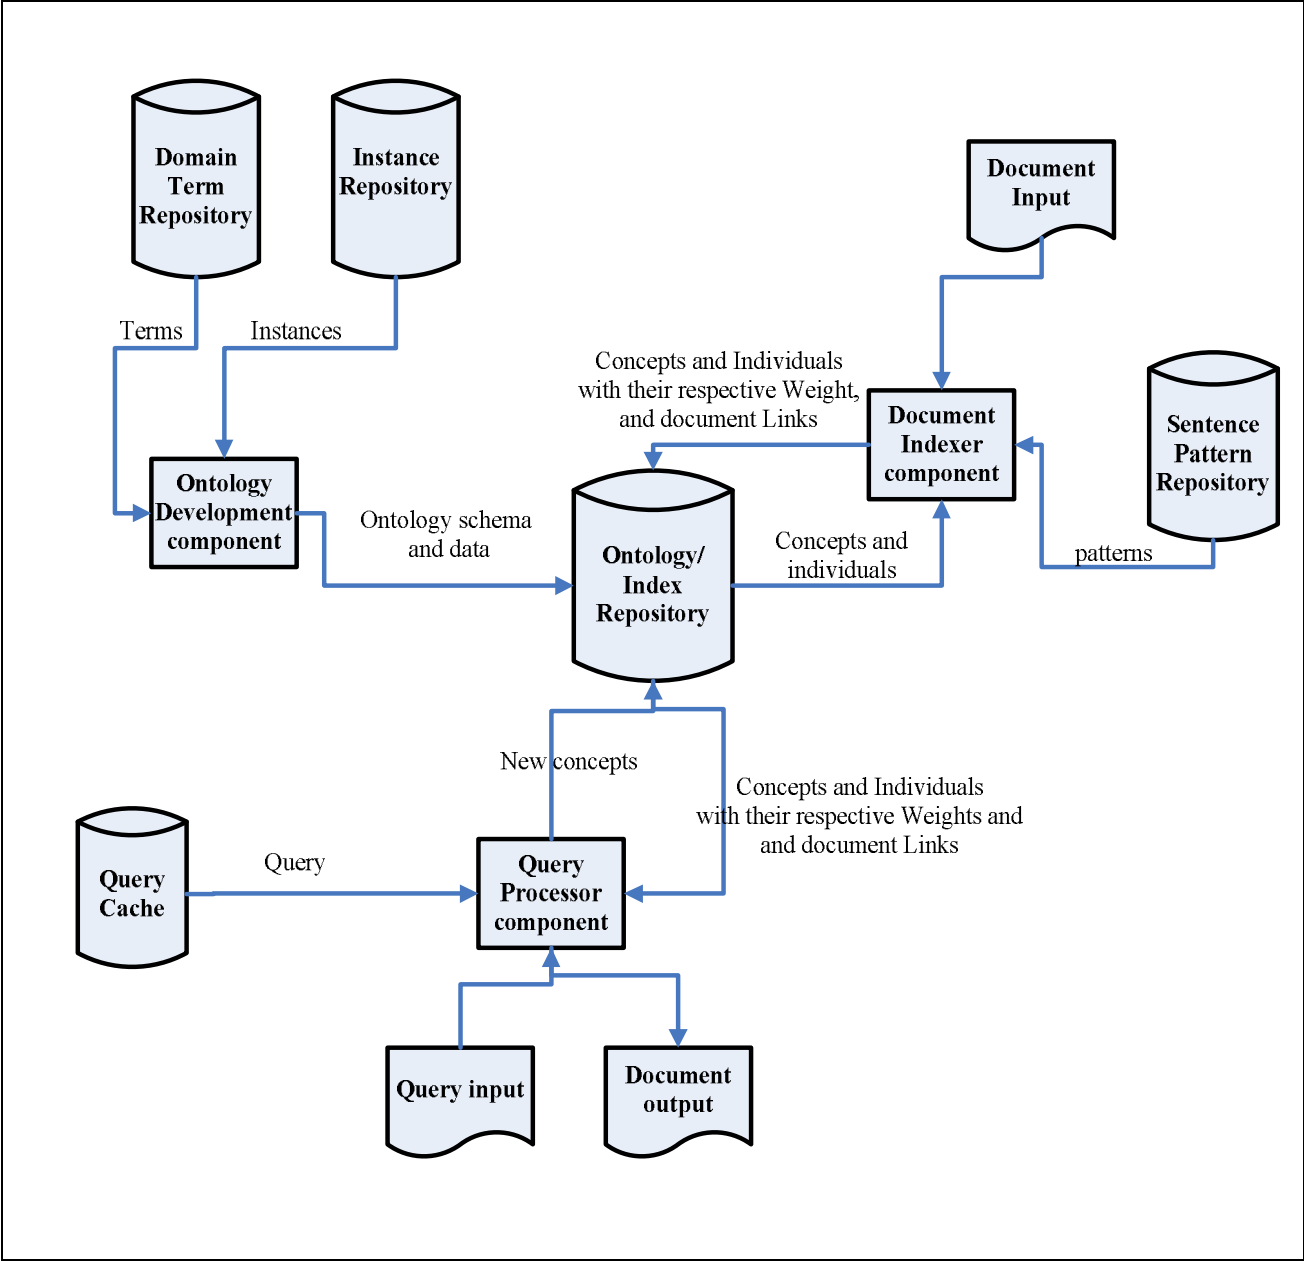 Domain
Term
Repository
Instance
Repository
Document
Input
Terms
Instances
Concepts and Individuals
with their respective Weight,
and document Links
Document
Indexer
component
Sentence
Pattern
Repository
Ontology
Development
component
Ontology schema
and data
Ontology/
Index
Repository
Concepts and
individuals
patterns
New concepts
Concepts and Individuals
with their respective Weights and
and document Links
Query
Cache
Query
Query
Processor
component
Query input
Document
output